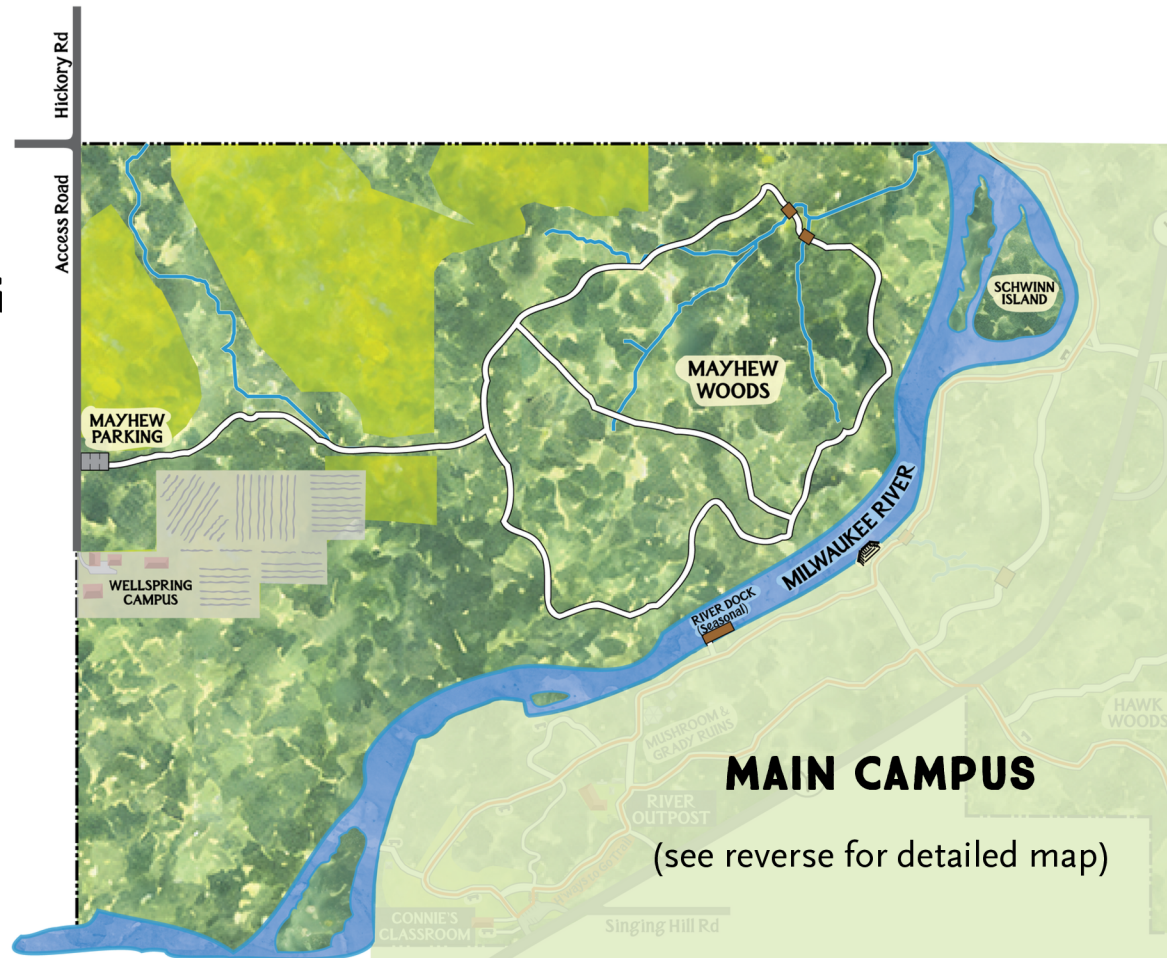 Hickory Rd
Access Road
SCHWINN
ISLAND
MAYHEW
WOODS
MAYHEW
PARKING
MILWAUKEE RIVER
WELLSPRING
CAMPUS
RIVER DOCK
(Seasonal)
HAWK
WOODS
MUSHROOM &
GRADY RUINS
MAIN CAMPUS
RIVER
OUTPOST
(see reverse for detailed map)
CONNIE'S
CLASSROOM
Singing Hill Rd